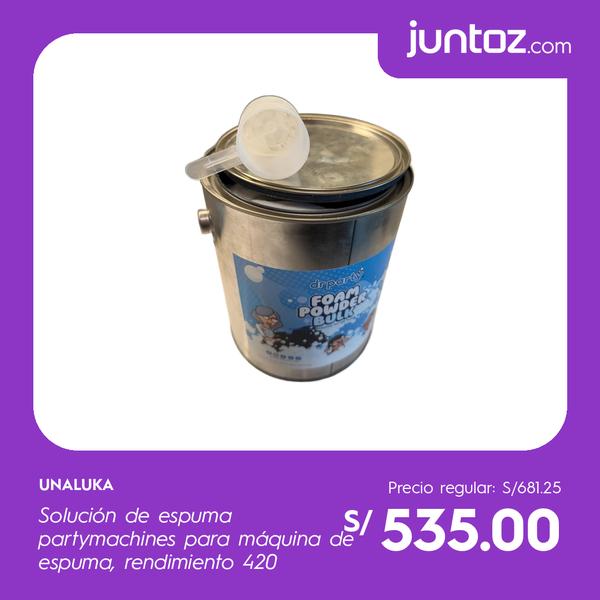 juntoz.com
drparty
FOAM
POWDER
BULK
UNALUKA
Precio regular: S/681.25
Solución de espuma
partymachines para máquina de
espuma, rendimiento 420
S/ 535.00